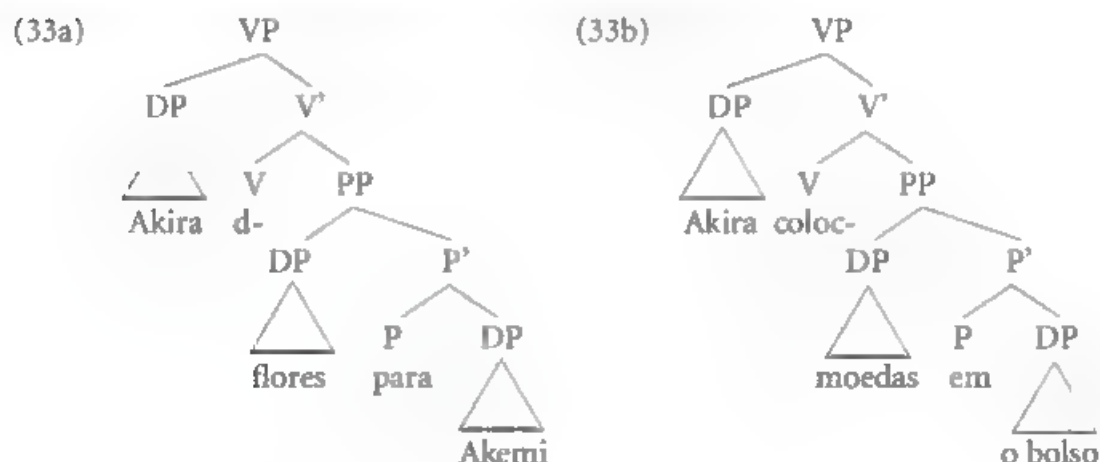 (33a) VP (33b) VP
DP V’ DP V’
V PP V PP
Akira d- Akira coloc-
DP P’ DP P’
P DP P DP
flores para moedas em
Akemi o bolso